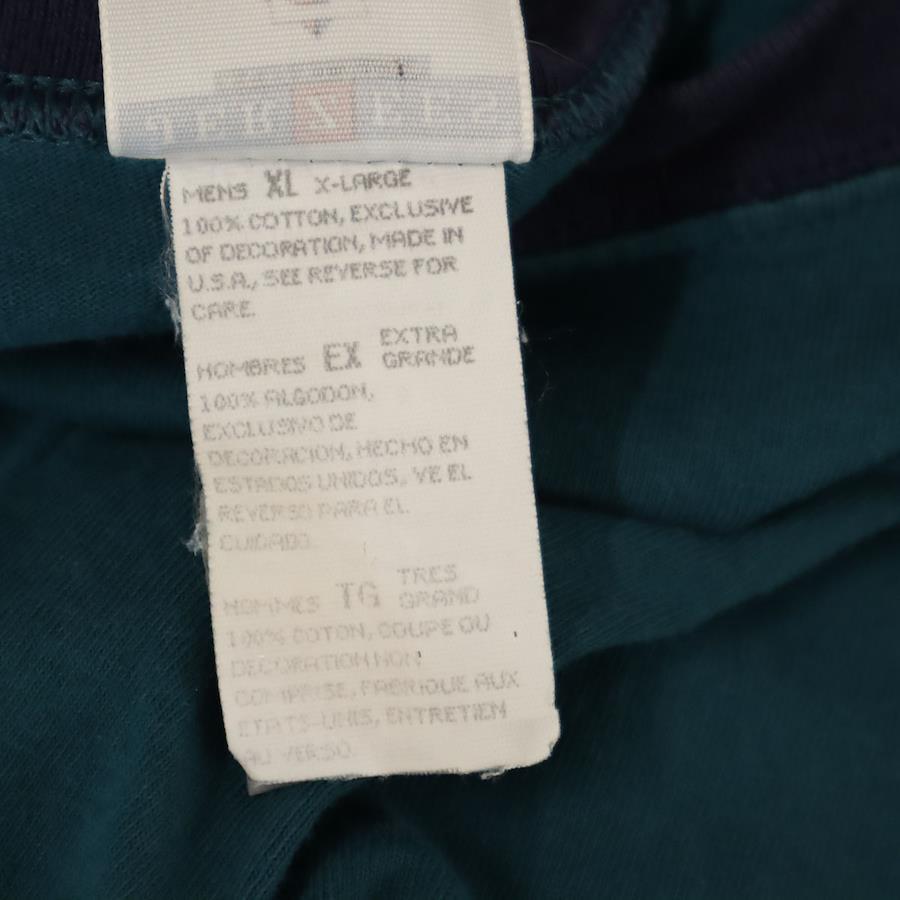 MENS XL X-LARGE
100% COTTON, EXCLUSIVE
OF DECORATION, MADE IN
U.S.A., SEE REVERSE FOR
CARE.
HOMBRES EX EXTRA GRANDE
100% ALGODON,
EXCLUSIVO DE
DECORACION, HECHO EN
ESTADOS UNIDOS, VE EL
REVERSO PARA EL
CUIDADO.
HOMMES TG TRES GRAND
100% COTON, COUPE OU
DECORATION NON
COMPRISE, FABRIQUE AUX
ETATS-UNIS, ENTRETIEN
AU VERSO.